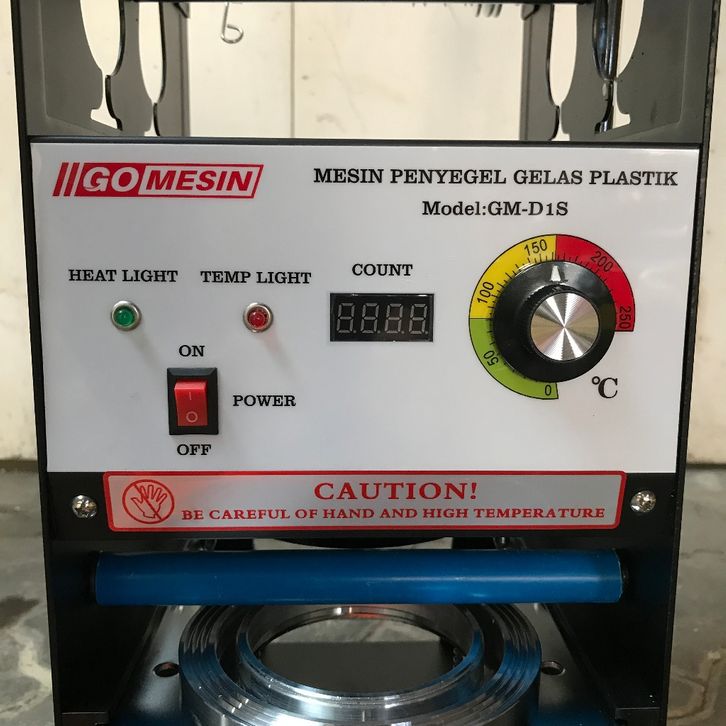 GOMESIN
MESIN PENYEGEL GELAS PLASTIK
Model:GM-D1S
HEAT LIGHT
TEMP LIGHT
COUNT
0
50
100
150
200
250
°C
ON
POWER
OFF
CAUTION!
BE CAREFUL OF HAND AND HIGH TEMPERATURE